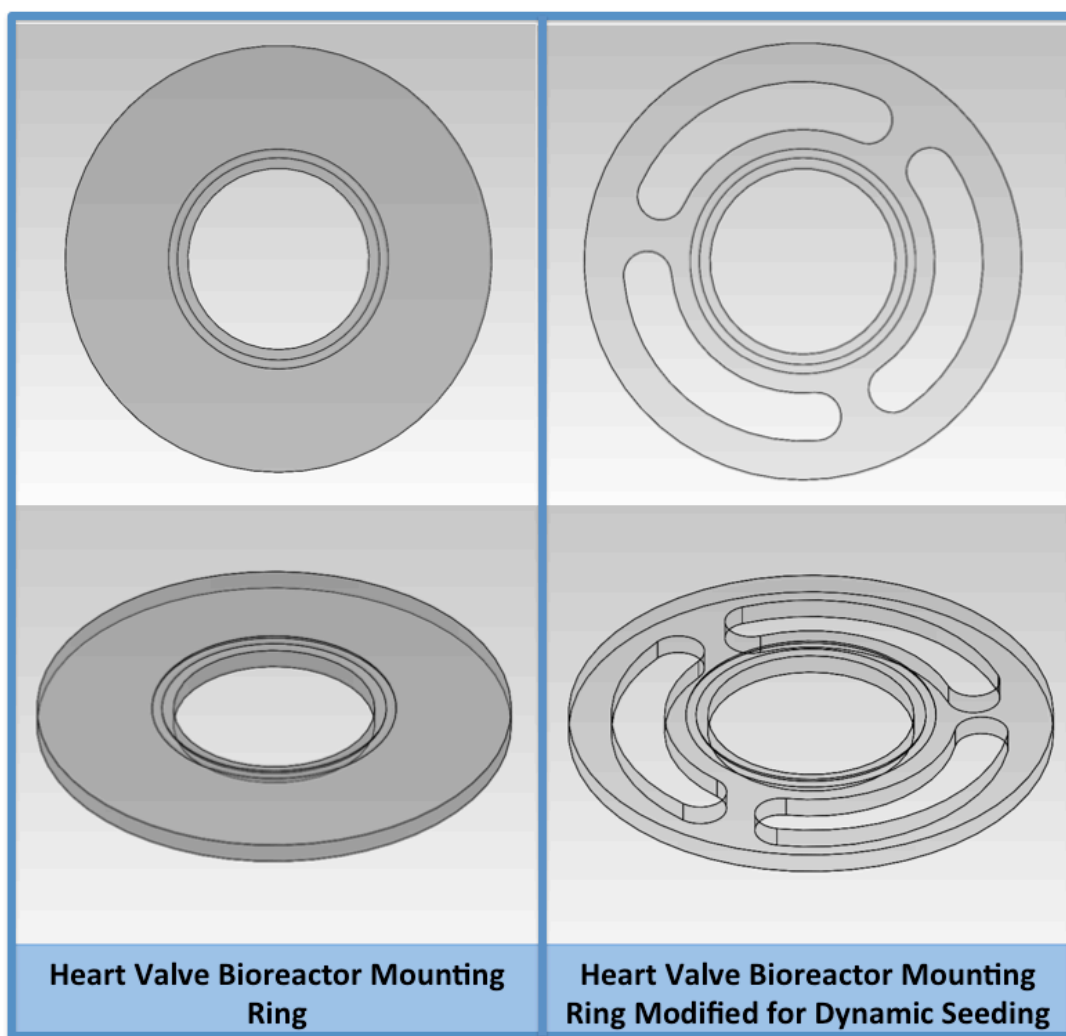 Heart Valve Bioreactor Mounting
Ring
Heart Valve Bioreactor Mounting
Ring Modified for Dynamic Seeding